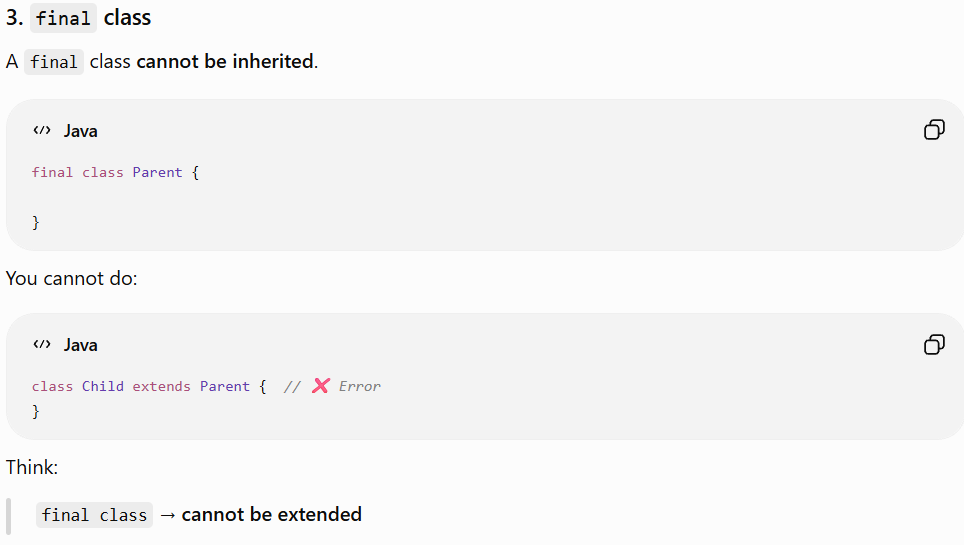 3. final class
A final class cannot be inherited.
</> Java
final class Parent {
}
You cannot do:
</> Java
class Child extends Parent {  // ❌ Error
}
Think:
final class → cannot be extended